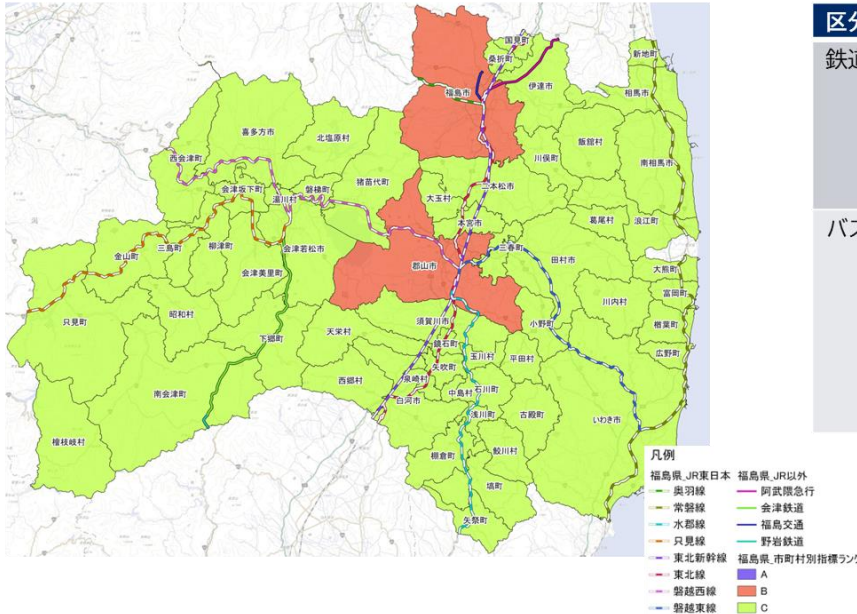 国見町
桑折町
新地町
福島市
伊達市
相馬市
喜多方市
北塩原村
川俣町
飯舘村
西会津町
南相馬市
猪苗代町
会津坂下町
磐梯町
大玉村
二本松市
湯川村
葛尾村
浪江町
本宮市
三島町
柳津町
会津若松市
三春町
金山町
郡山市
田村市
大熊町
会津美里町
富岡町
川内村
昭和村
只見町
須賀川市
小野町
楢葉町
下郷町
天栄村
鏡石町
広野町
玉川村
平田村
矢吹町
西郷村
泉崎村
南会津町
中島村
石川町
白河市
浅川町
古殿町
いわき市
檜枝岐村
棚倉町
鮫川村
塙町
矢祭町
凡例
福島県_JR東日本
奥羽線
常磐線
水郡線
只見線
東北新幹線
東北線
磐越西線
磐越東線
福島県_JR以外
阿武隈急行
会津鉄道
福島交通
野岩鉄道
福島県_市町村別指標ラン
A
B
C
区
鉄道
バ